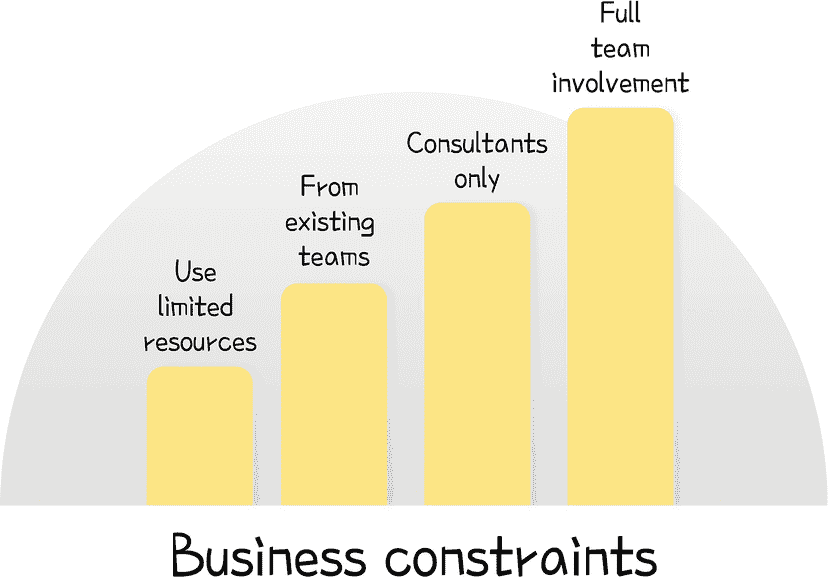 Use
limited
resources
From
existing
teams
Consultants
only
Full
team
involvement
Business constraints